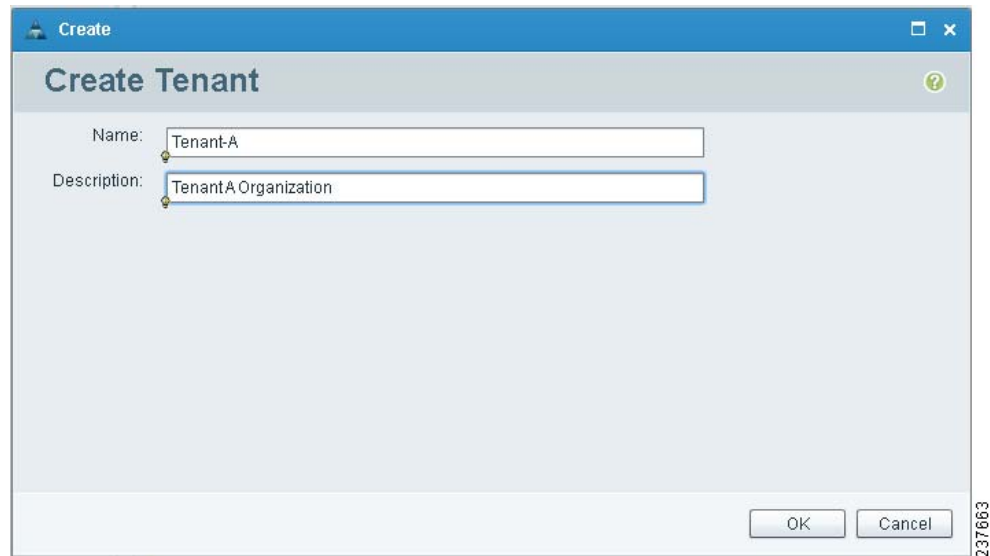 Create
Create Tenant
?
Name:
Tenant-A
Description:
Tenant A Organization
OK
Cancel
237663